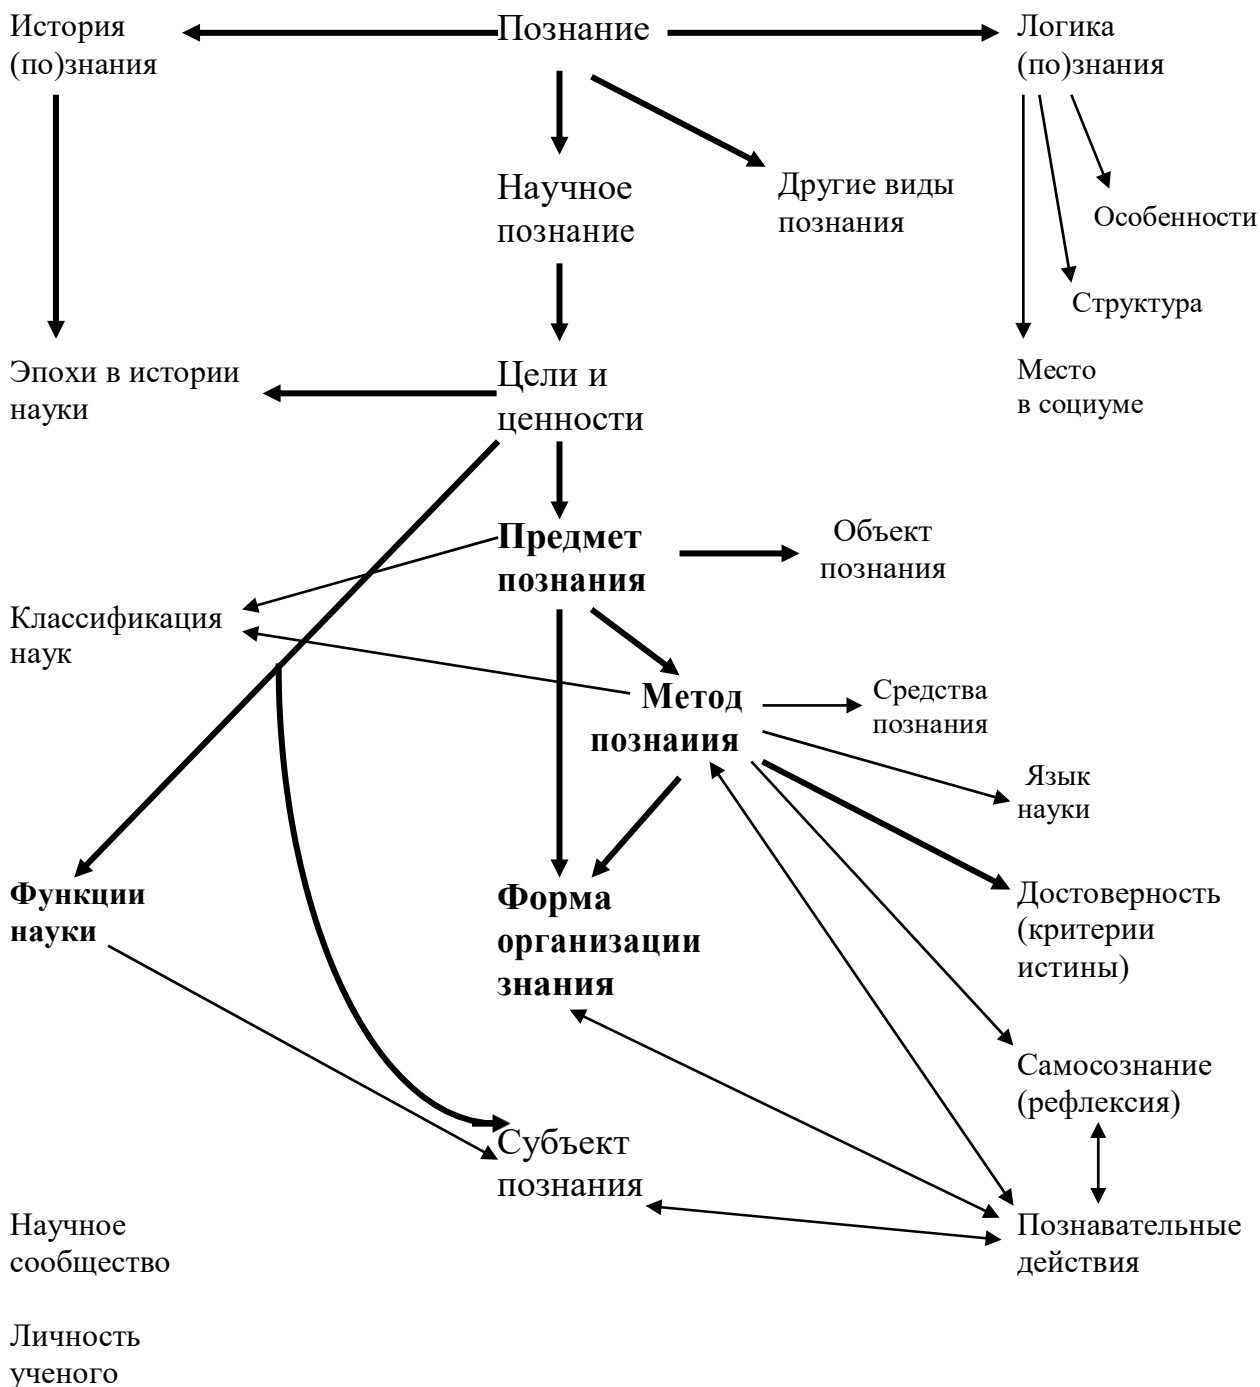 История
(по)знания
Познание
Логика
(по)знания
Научное
познание
Другие виды
познания
Особенности
Структура
Эпохи в истории
науки
Цели и
ценности
Место
в социуме
Предмет
познания
Объект
познания
Классификация
наук
Метод
познаиия
Средства
познания
Язык
науки
Функции
науки
Форма
организации
знания
Достоверность
(критерии
истины)
Самосознание
(рефлексия)
Субъект
познания
Научное
сообщество
Познавательные
действия
Личность
ученого